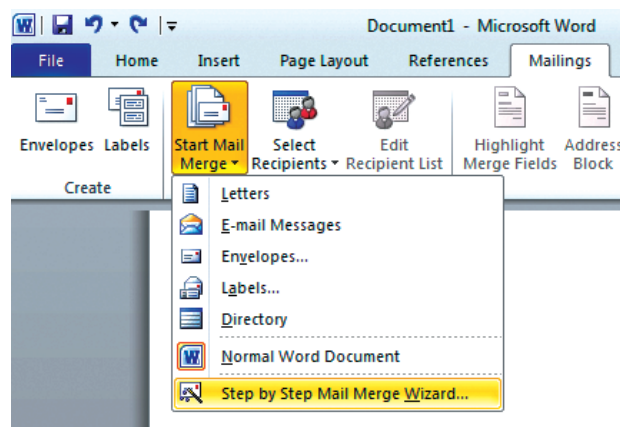 Document1 - Microsoft Word
File Home Insert Page Layout References Mailings
Envelopes Labels Start Mail Merge Select Recipients Edit Recipient List Highlight Merge Fields Address Block
Create
Letters
E-mail Messages
Envelopes...
Labels...
Directory
Normal Word Document
Step by Step Mail Merge Wizard...